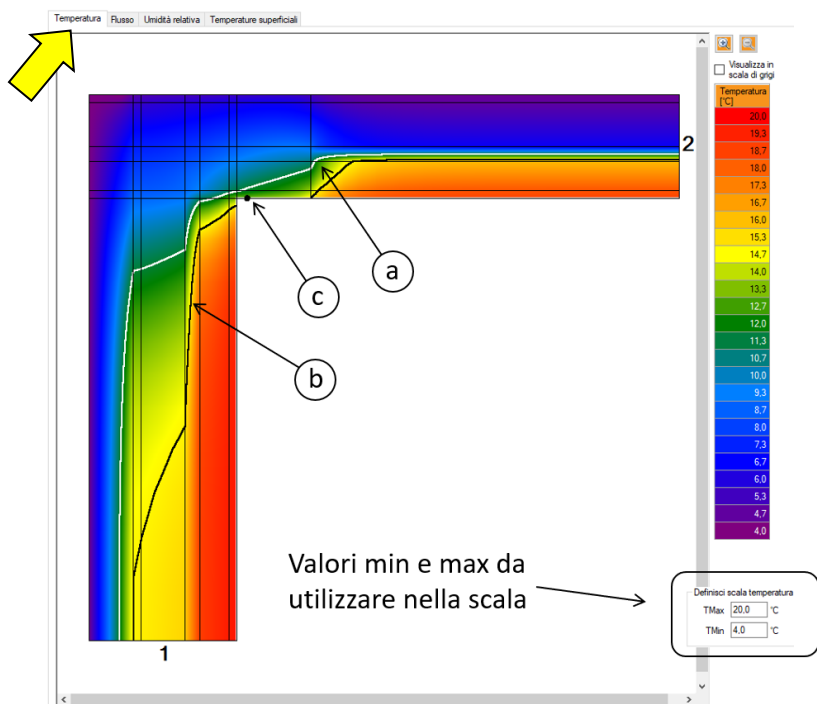 Temperatura Flusso Umidità relativa Temperature superficiali
Visualizza in
scala di grigi
Temperatura
[°C]
20,0
19,3
18,7
18,0
17,3
16,7
16,0
15,3
14,7
14,0
13,3
12,7
12,0
11,3
10,7
10,0
9,3
8,7
8,0
7,3
6,7
6,0
5,3
4,7
4,0
2
a
c
b
Valori min e max da
utilizzare nella scala
Definisci scala temperatura
TMax 20,0 °C
TMin 4,0 °C
1